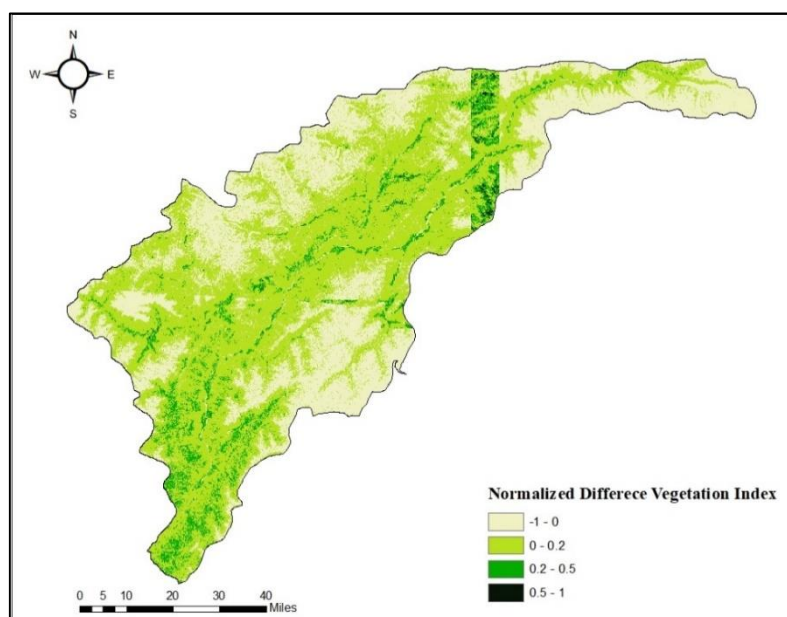 N
W E
S
Normalized Differece Vegetation Index
-1 - 0
0 - 0.2
0.2 - 0.5
0.5 - 1
0 5 10 20 30 40
Miles